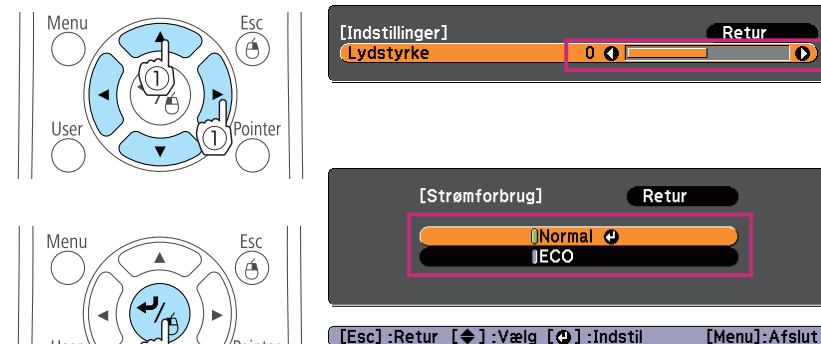 Menu
Esc
User
Pointer
[Indstillinger]
Retur
Lydstyrke
0
[Strømforbrug]
Retur
Normal
ECO
Menu
Esc
[Esc] :Retur [◆] :Vælg [⏎] :Indstil [Menu]:Afslut